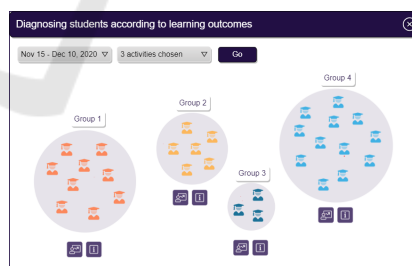 Diagnosing students according to learning outcomes
Nov 15 - Dec 10, 2020
3 activities chosen
Go
Group 1
Group 2
Group 3
Group 4